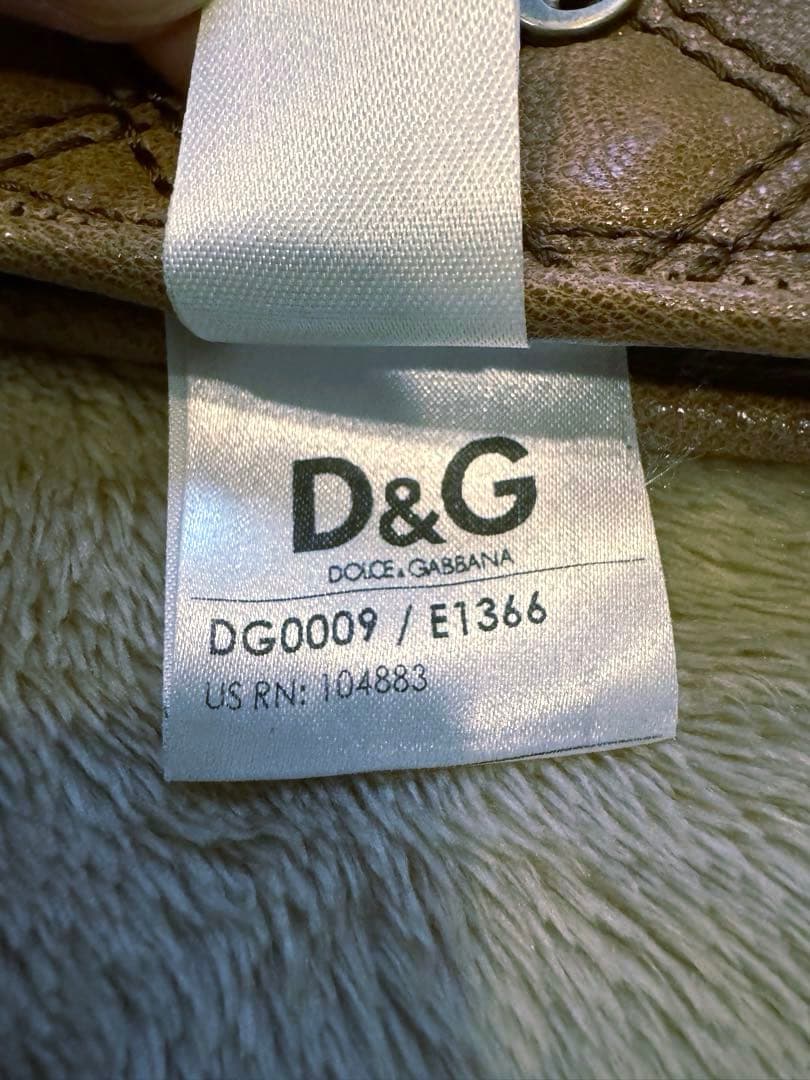 D&G
DOLCE & GABBANA
DG0009 / E1366
US RN: 104883